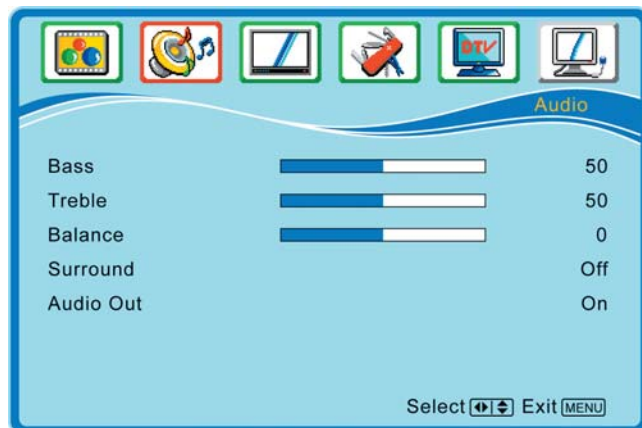 DTV
Audio
Bass 50
Treble 50
Balance 0
Surround Off
Audio Out On
Select Exit MENU